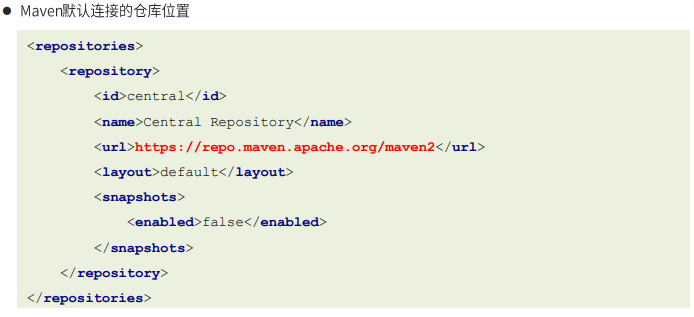 ● Maven默认连接的仓库位置
<repositories>
<repository>
<id>central</id>
<name>Central Repository</name>
<url>https://repo.maven.apache.org/maven2</url>
<layout>default</layout>
<snapshots>
<enabled>false</enabled>
</snapshots>
</repository>
</repositories>